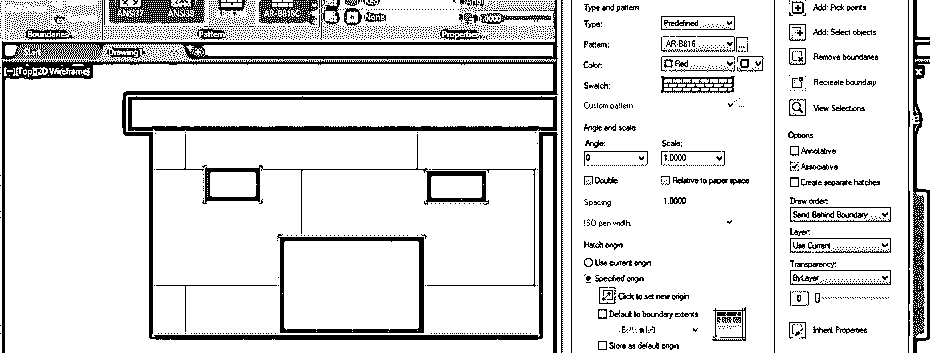 Boundaries
Pattern
None
Properties
Drawing1
[-][Top][2D Wireframe]
Type and pattern
Type:
Predefined
Pattern:
AR-B816
...
Color:
Red
Swatch:
Custom pattern
Angle and scale
Angle:
Scale:
0
1.0000
Double
Relative to paper space
Spacing
1.0000
ISO pen width:
Hatch origin
Use current origin
Specified origin
Click to set new origin
Default to boundary extents
Bottom left
Store as default origin
Add: Pick points
Add: Select objects
Remove boundaries
Recreate boundary
View Selections
Options
Annotative
Associative
Create separate hatches
Draw order:
Send Behind Boundary
Layer:
Use Current
Transparency:
ByLayer
0
Inherit Properties